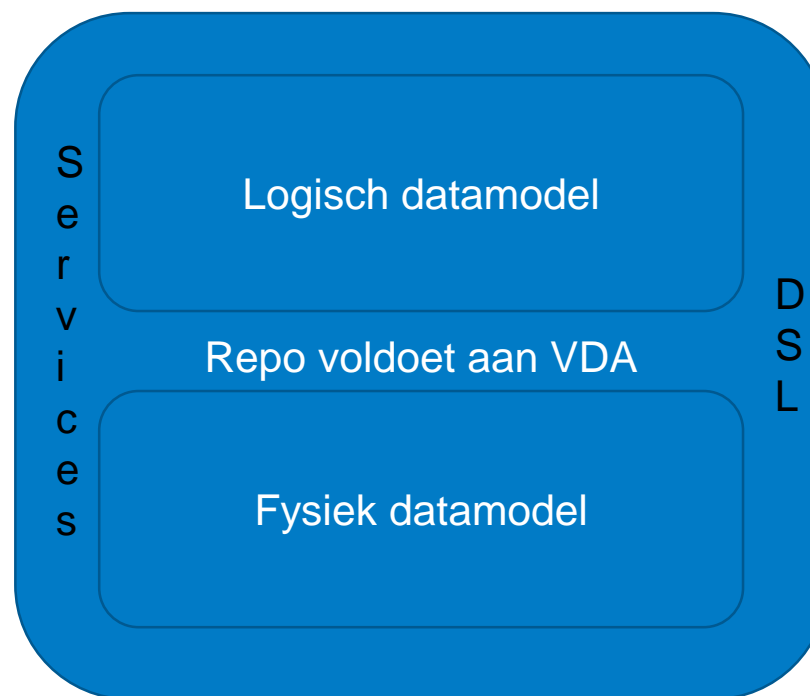 Services
Logisch datamodel
Repo voldoet aan VDA
Fysiek datamodel
DSL